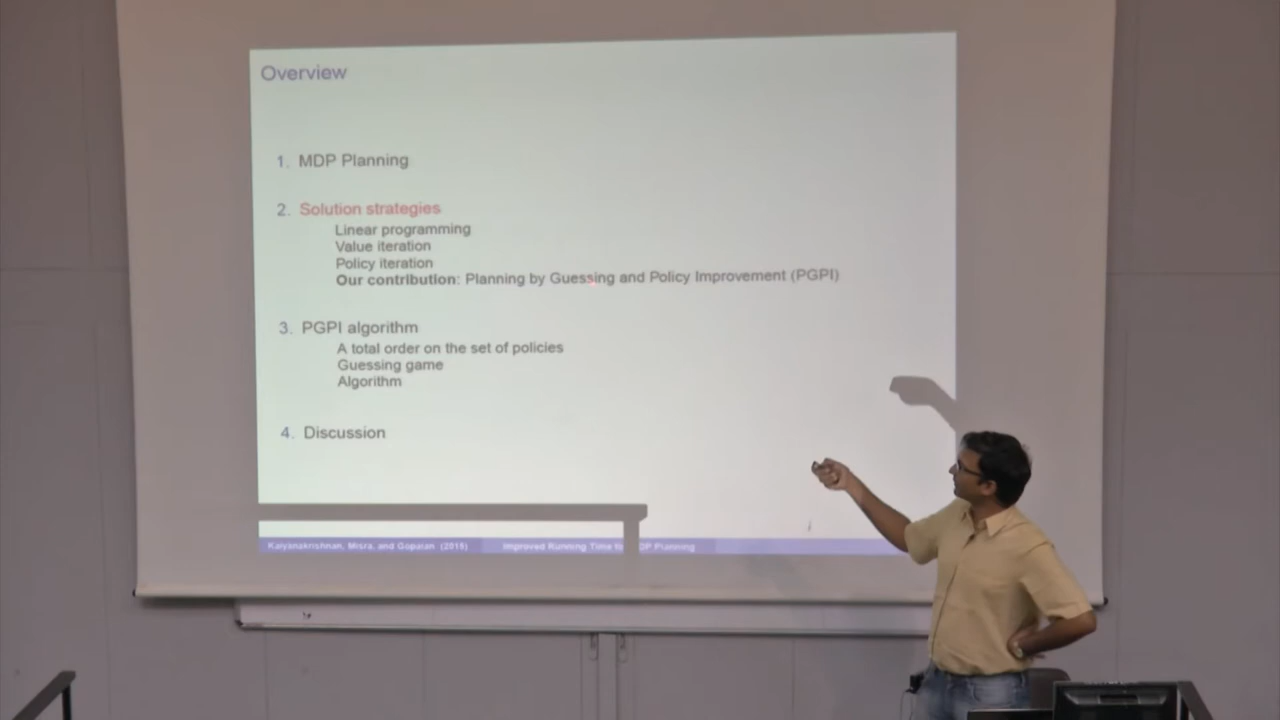 Overview
1. MDP Planning
2. Solution strategies
Linear programming
Value iteration
Policy iteration
Our contribution: Planning by Guessing and Policy Improvement (PGPI)
3. PGPI algorithm
A total order on the set of policies
Guessing game
Algorithm
4. Discussion
Kalyanakrishnan, Misra, and Gopalan (2015) Improved Running Time DP Planning